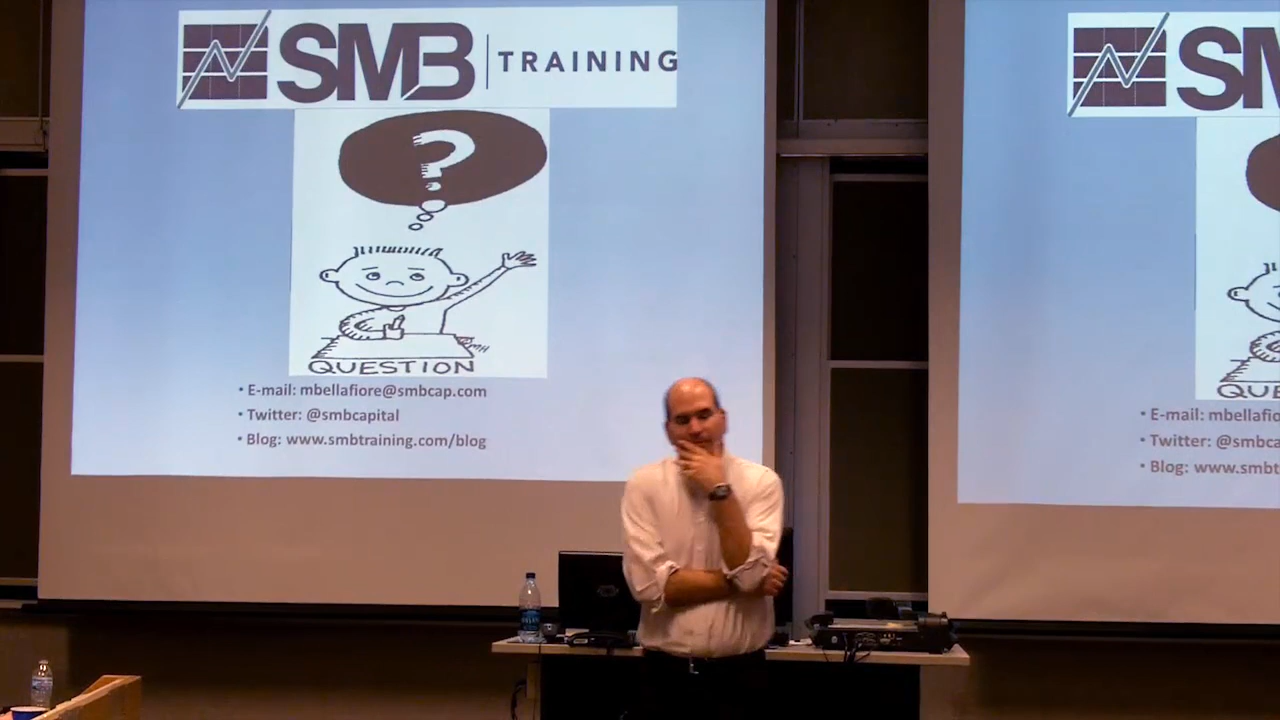 SMB | TRAINING
?
QUESTION
• E-mail: mbellafiore@smbcap.com
• Twitter: @smbcapital
• Blog: www.smbtraining.com/blog
SM
?
QUE
• E-mail: mbellafio
• Twitter: @smbca
• Blog: www.smbt